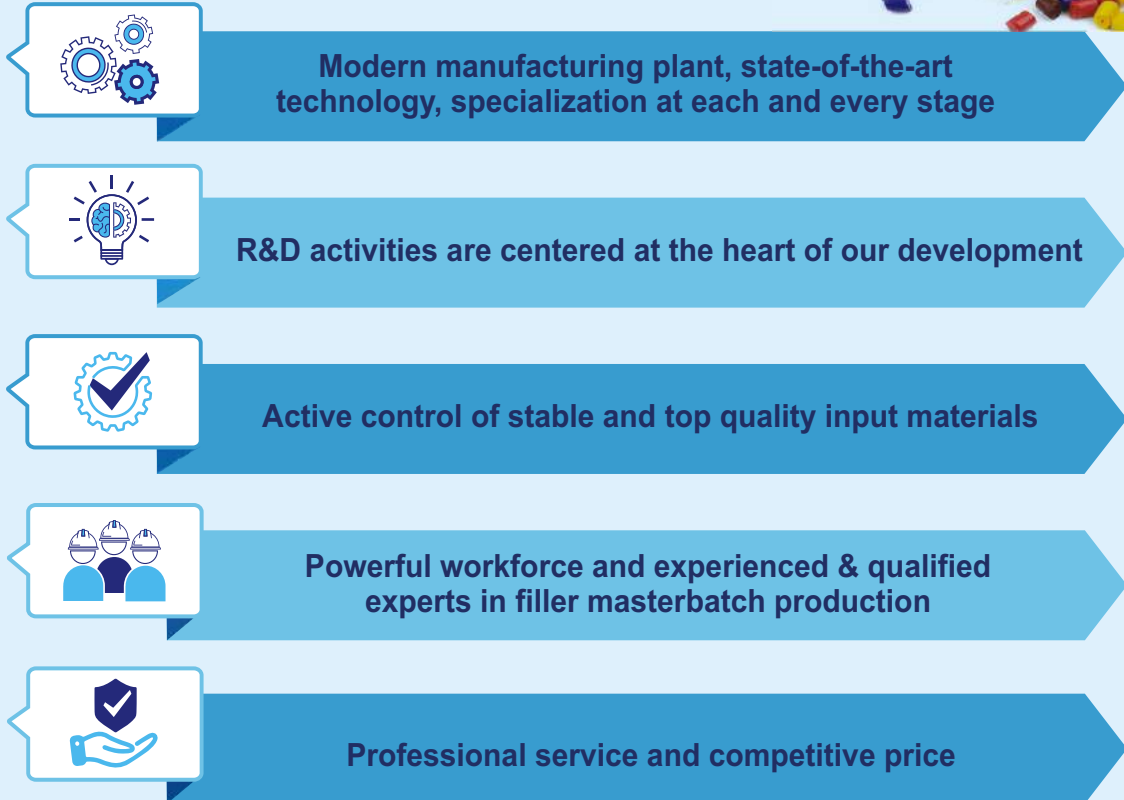 Modern manufacturing plant, state-of-the-art
technology, specialization at each and every stage
R&D activities are centered at the heart of our development
Active control of stable and top quality input materials
Powerful workforce and experienced & qualified
experts in filler masterbatch production
Professional service and competitive price